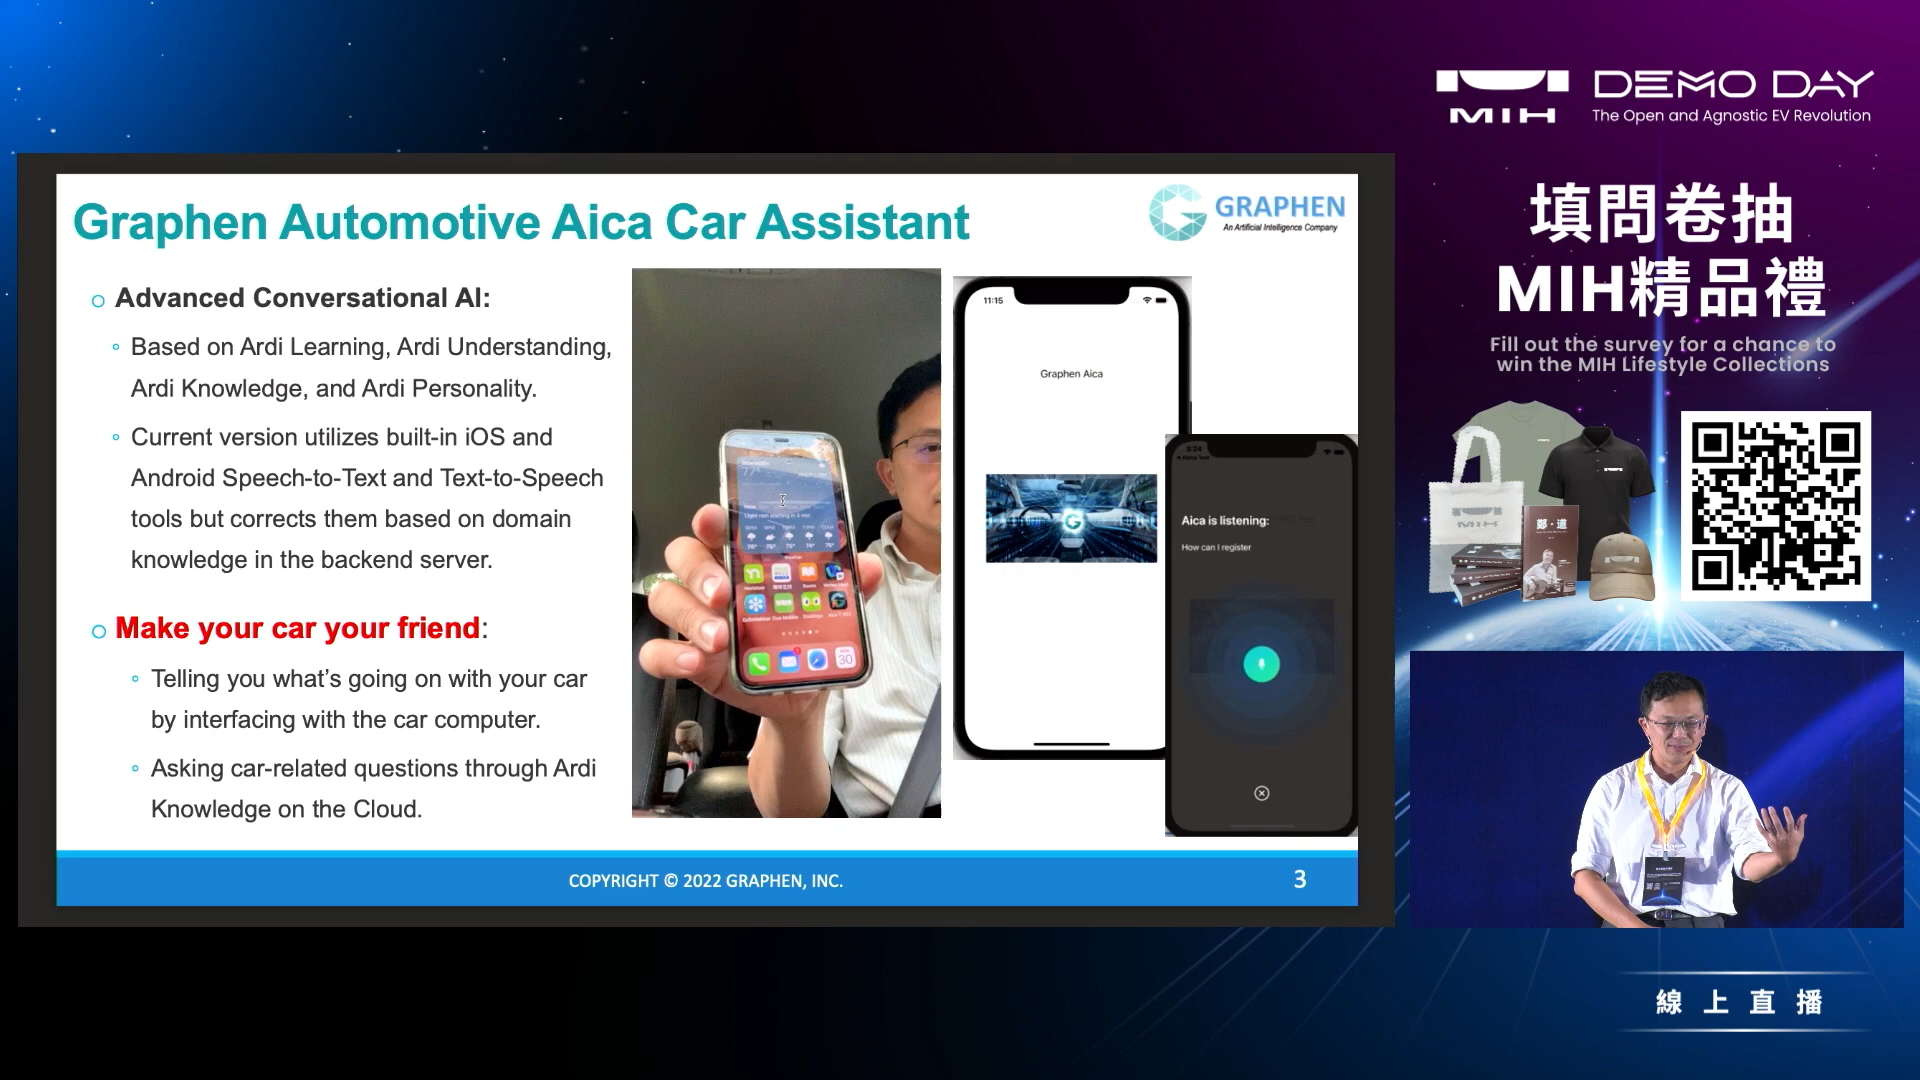 MIH
DEMO DAY
The Open and Agnostic EV Revolution
Graphen Automotive Aica Car Assistant
GRAPHEN
An Artificial Intelligence Company
Advanced Conversational AI:
Based on Ardi Learning, Ardi Understanding,
Ardi Knowledge, and Ardi Personality.
Current version utilizes built-in iOS and
Android Speech-to-Text and Text-to-Speech
tools but corrects them based on domain
knowledge in the backend server.
Make your car your friend:
Telling you what’s going on with your car
by interfacing with the car computer.
Asking car-related questions through Ardi
Knowledge on the Cloud.
30
11:15
Graphen Aica
3:24
Aica is listening:
How can I register
COPYRIGHT © 2022 GRAPHEN, INC.
3
填問卷抽
MIH精品禮
Fill out the survey for a chance to
win the MIH Lifestyle Collections
線上直播